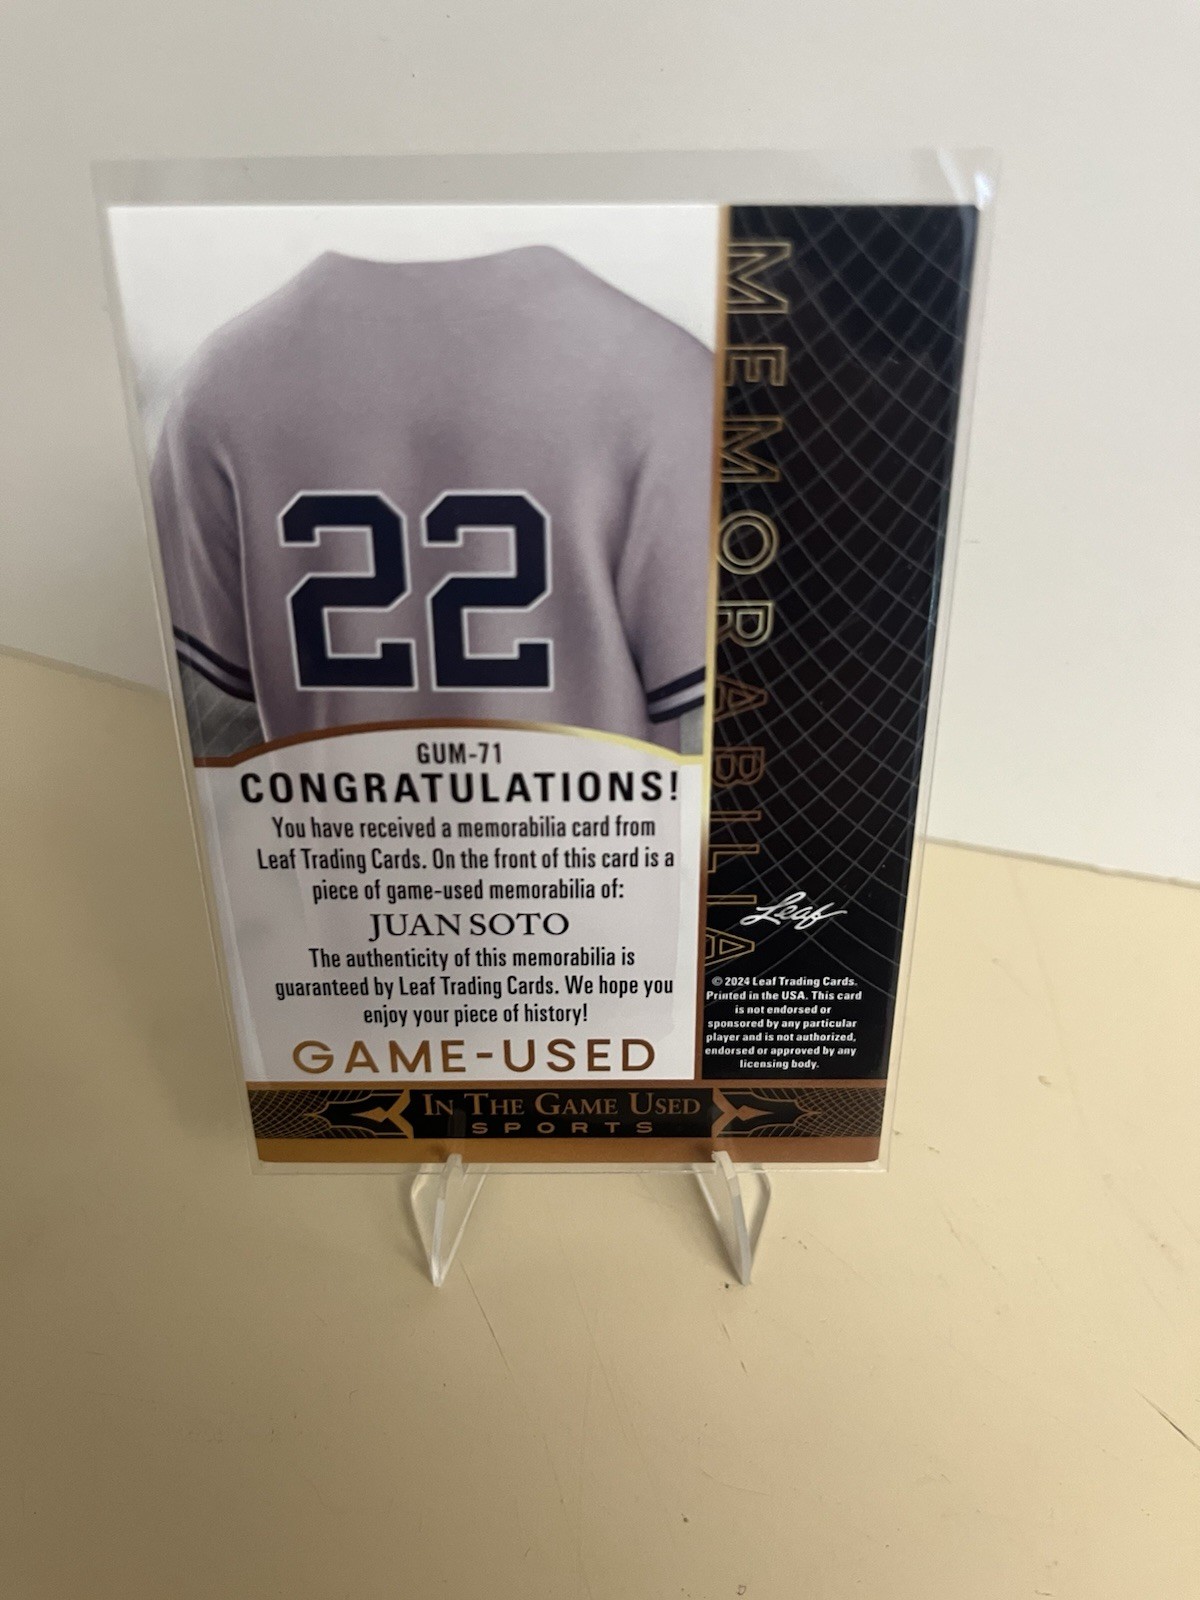 22
GUM-71
CONGRATULATIONS!
You have received a memorabilia card from
Leaf Trading Cards. On the front of this card is a
piece of game-used memorabilia of:
JUAN SOTO
The authenticity of this memorabilia is
guaranteed by Leaf Trading Cards. We hope you
enjoy your piece of history!
GAME-USED
MEMORABILIA
Leaf
© 2024 Leaf Trading Cards.
Printed in the USA. This card
is not endorsed or
sponsored by any particular
player and is not authorized,
endorsed or approved by any
licensing body.
IN THE GAME USED
SPORTS